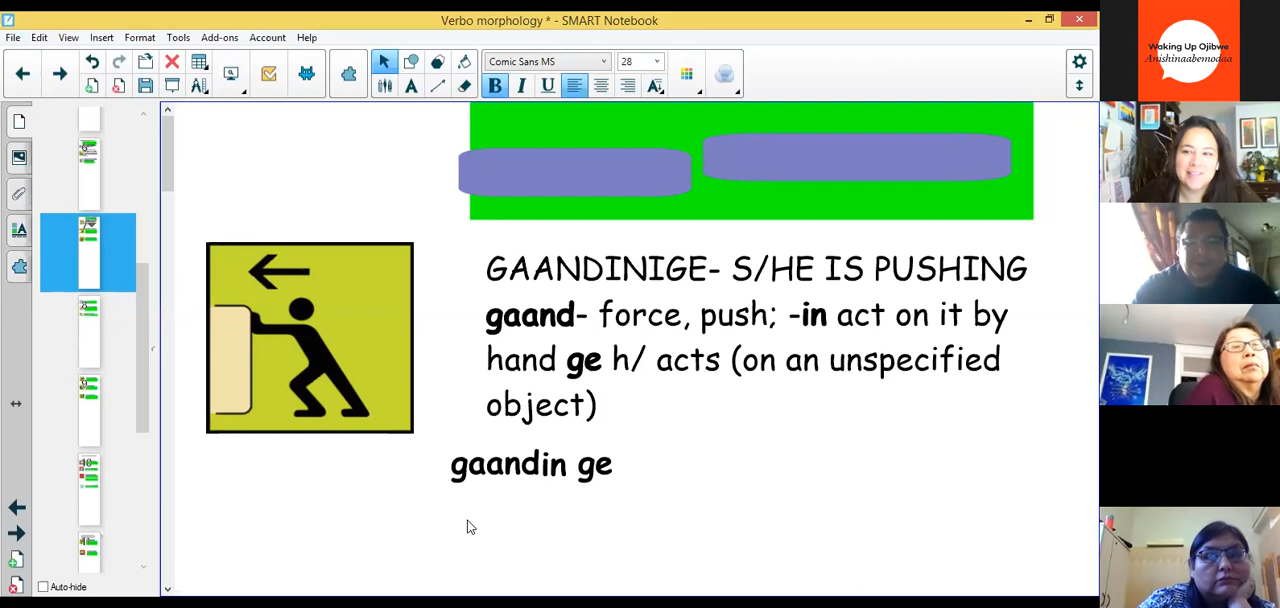 Verbo morphology * - SMART Notebook
File Edit View Insert Format Tools Add-ons Account Help
Comic Sans MS 28
B I U
Waking Up Ojibwe
Anishinaabemodaa
GAANDINIGE- S/HE IS PUSHING
gaand- force, push; -in act on it by
hand ge h/ acts (on an unspecified
object)
gaandin ge
10
Auto-hide